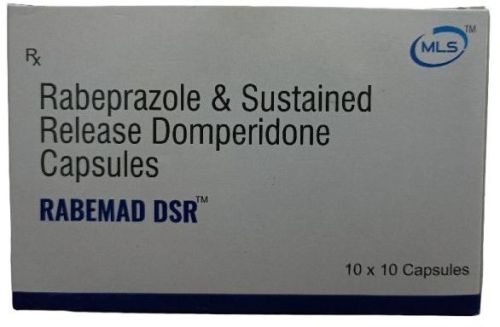 MLS™
Rx
Rabeprazole & Sustained
Release Domperidone
Capsules
RABEMAD DSR™
10 x 10 Capsules